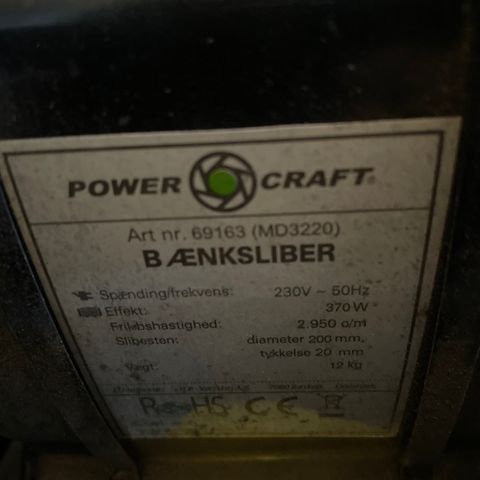 POWER CRAFT®
Art nr. 69163 (MD3220)
BÆNKSLIBER
Spænding/frekvens: 230V ~ 50Hz
Effekt: 370 W
Friløbshastighed: 2.950 o/m
Slibesten: diameter 200 mm,
tykkelse 20 mm
Vægt: 12 kg
RoHS CE